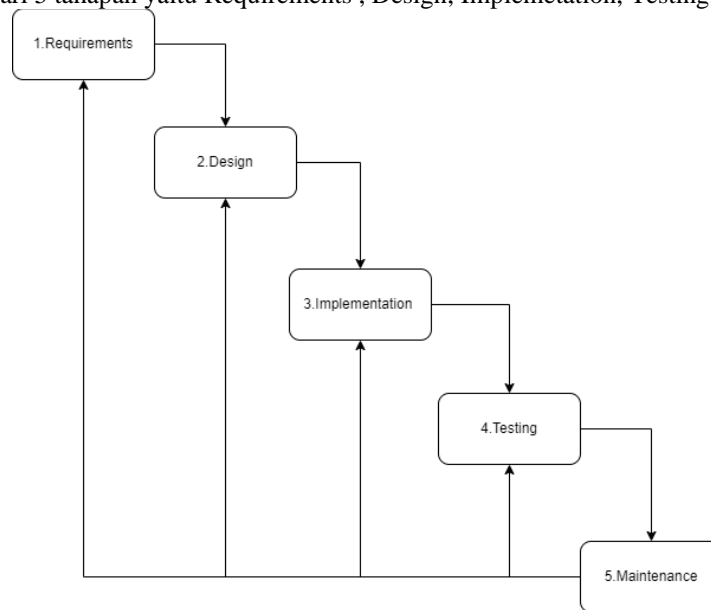 ari 5 tahapan yaitu Requirements , Design, Implemetation, Testing
1.Requirements
2.Design
3.Implementation
4.Testing
5.Maintenance